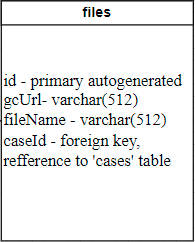 files
id - primary autogenerated
gcUrl- varchar(512)
fileName - varchar(512)
caseId - foreign key,
refference to 'cases' table